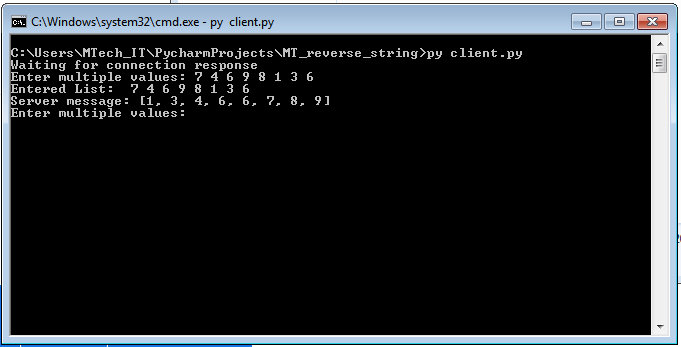 C:\Windows\system32\cmd.exe - py  client.py
C:\Users\MTech_IT\PycharmProjects\MT_reverse_string>py client.py
Waiting for connection response
Enter multiple values: 7 4 6 9 8 1 3 6
Entered List:  7 4 6 9 8 1 3 6
Server message: [1, 3, 4, 6, 6, 7, 8, 9]
Enter multiple values: